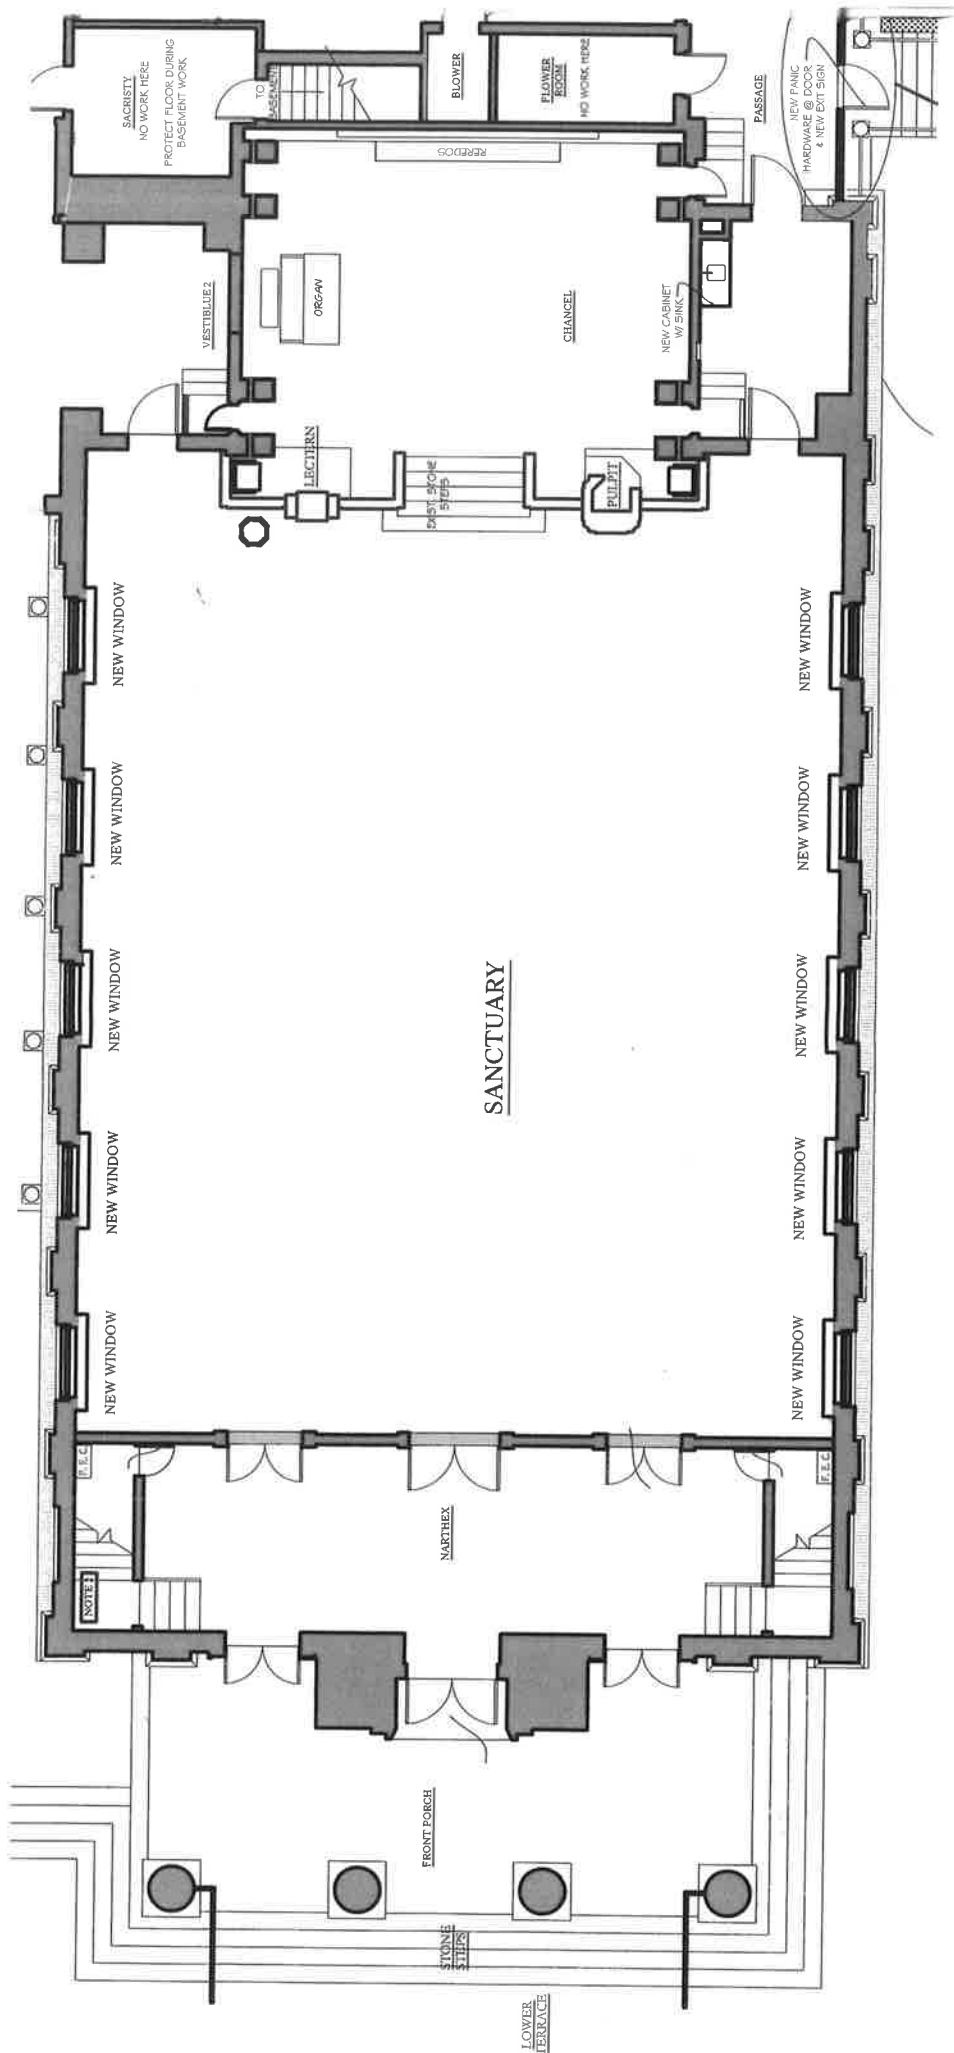 SACRISTY
NO WORK HERE
PROTECT FLOOR DURING
BASEMENT WORK
TO
BASEMENT
BLOWER
FLOWER
ROOM
NO WORK HERE
PASSAGE
NEW PANIC
HARDWARE @ DOOR
& NEW EXIT SIGN
REREDOS
VESTIBLUE 2
ORGAN
CHANCEL
NEW CABINET
W/ SINK
LECTERN
EXIST. STONE
STEPS
PULPIT
NEW WINDOW
NEW WINDOW
NEW WINDOW
NEW WINDOW
NEW WINDOW
NEW WINDOW
NEW WINDOW
NEW WINDOW
NEW WINDOW
NEW WINDOW
SANCTUARY
F.E.C.
F.E.C.
NARTHEX
NOTE:
FRONT PORCH
STONE
STEPS
LOWER
TERRACE